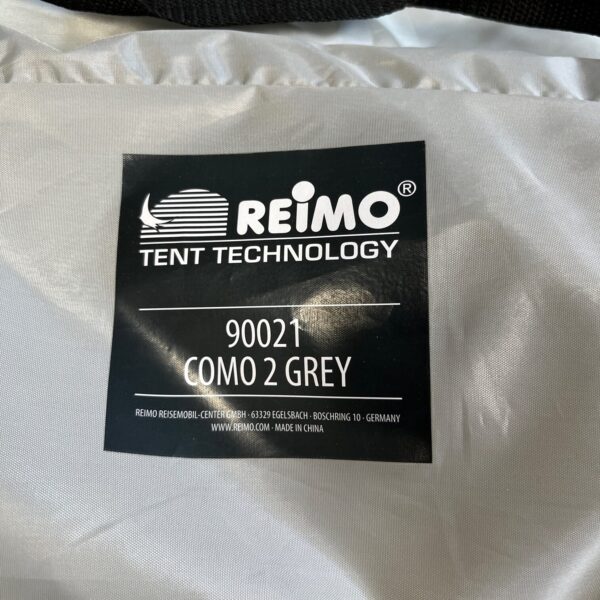 REIMO®
TENT TECHNOLOGY
90021
COMO 2 GREY
REIMO REISEMOBIL-CENTER GMBH · 63329 EGELSBACH · BOSCHRING 10 · GERMANY
WWW.REIMO.COM · MADE IN CHINA